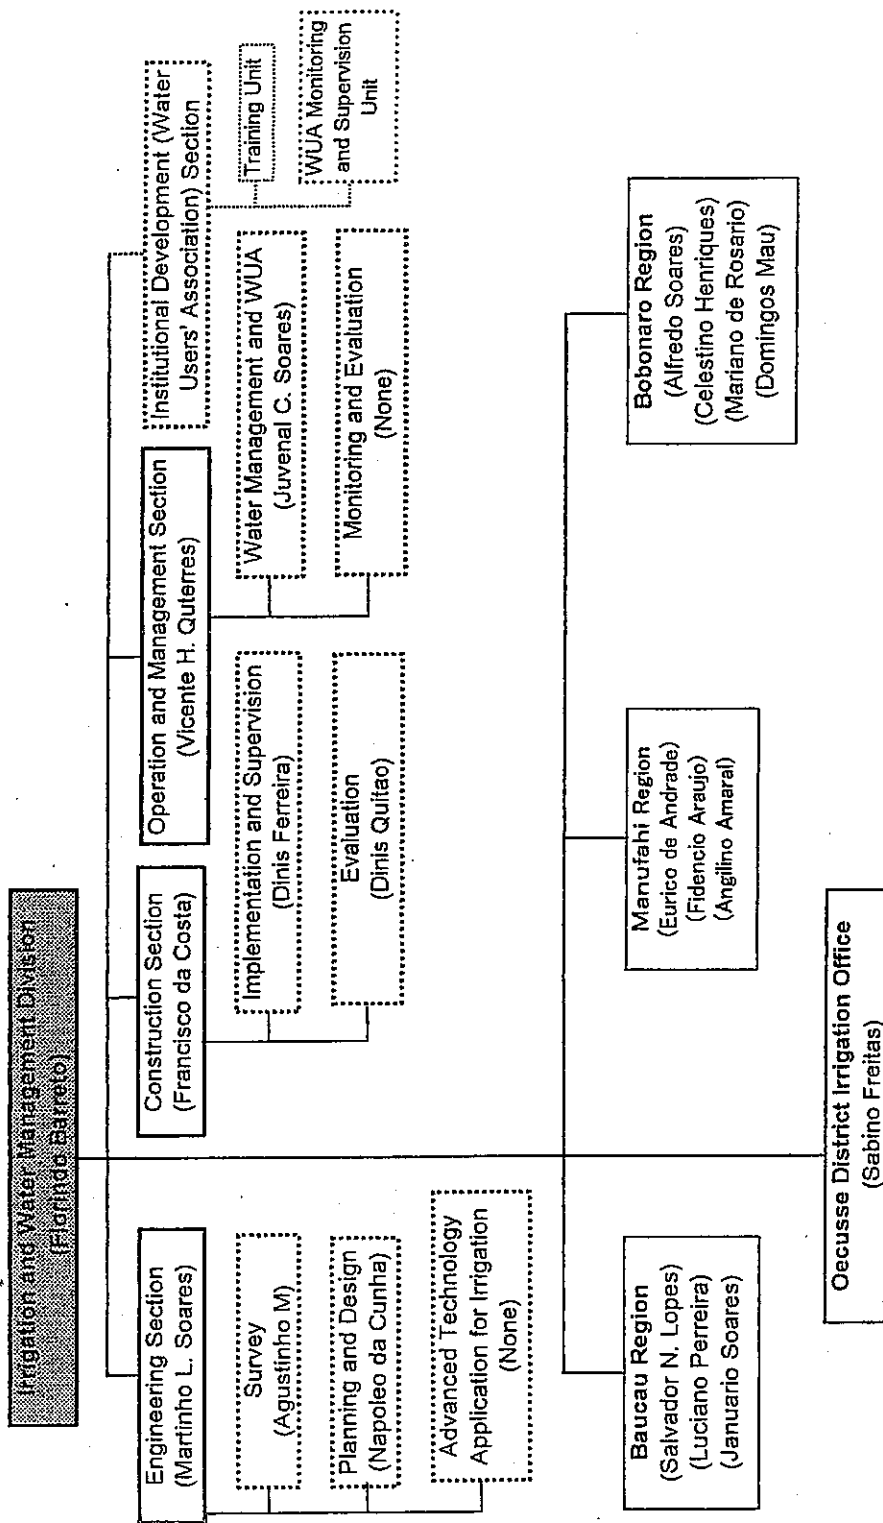 Irrigation and Water Management Division
(Florindo Barreto)
Engineering Section
(Martinho L. Soares)
Survey
(Agustinho M)
Planning and Design
(Napoleo da Cunha)
Advanced Technology
Application for Irrigation
(None)
Construction Section
(Francisco da Costa)
Implementation and Supervision
(Dinis Ferreira)
Evaluation
(Dinis Quitao)
Operation and Management Section
(Vicente H. Quterres)
Water Management and WUA
(Juvenal C. Soares)
Monitoring and Evaluation
(None)
Institutional Development (Water
Users' Association) Section
Training Unit
WUA Monitoring
and Supervision
Unit
Baucau Region
(Salvador N. Lopes)
(Luciano Perreira)
(Januario Soares)
Manufahi Region
(Eurico de Andrade)
(Fidencio Araujo)
(Angilino Amaral)
Bobonaro Region
(Alfredo Soares)
(Celestino Henriques)
(Mariano de Rosario)
(Domingos Mau)
Oecusse District Irrigation Office
(Sabino Freitas)